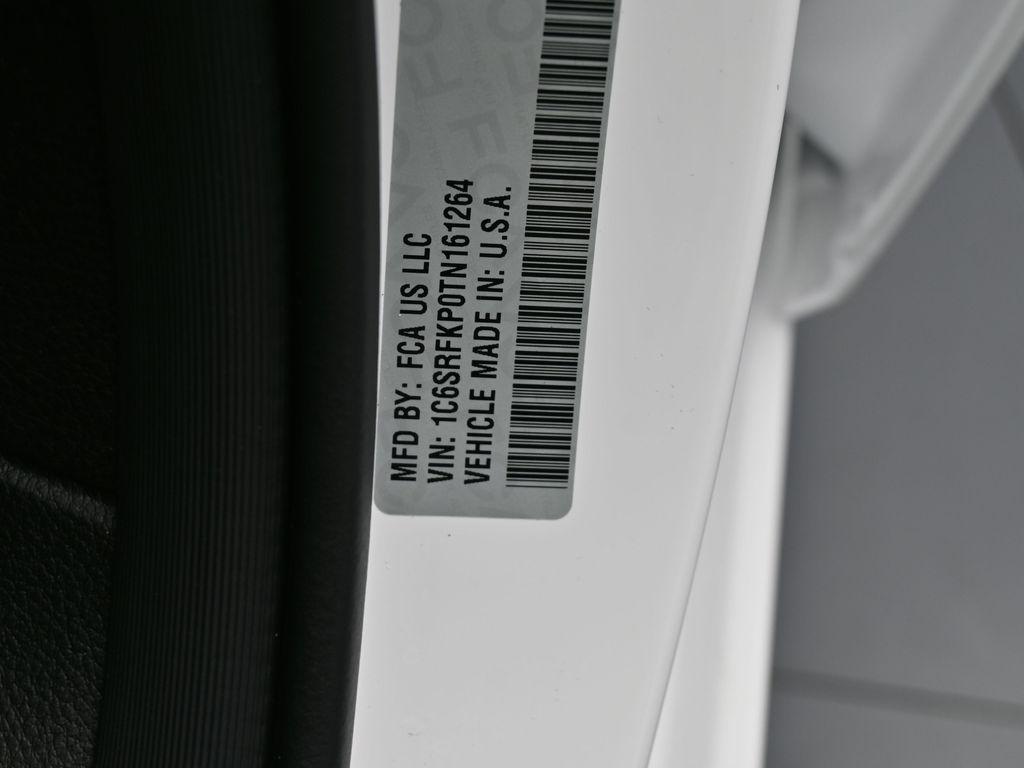 MFD BY: FCA US LLC
VIN: 1C6SRFKP0TN161264
VEHICLE MADE IN: U.S.A.